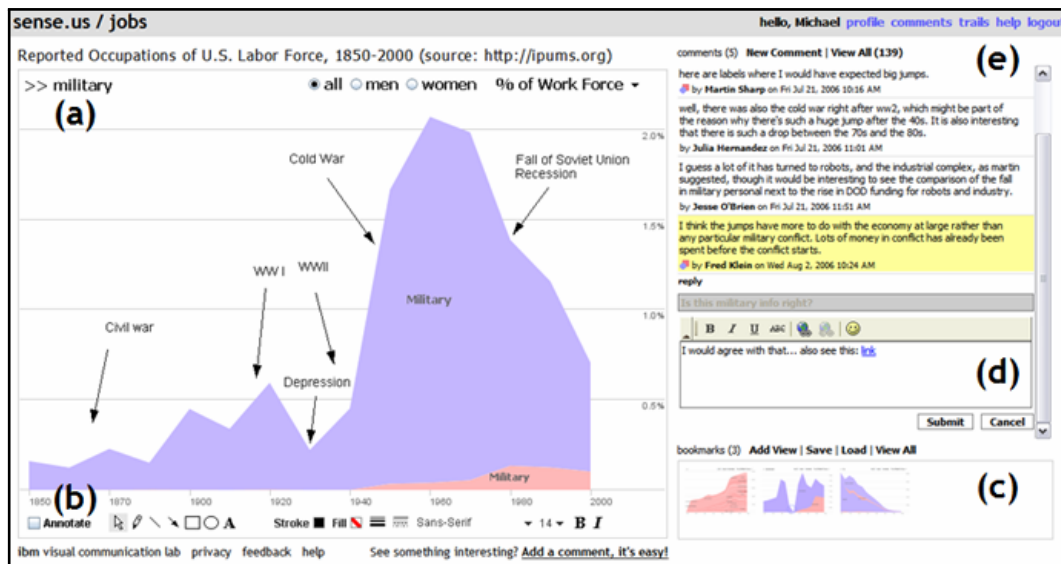 sense.us / jobs
hello, Michael profile comments trails help logout
Reported Occupations of U.S. Labor Force, 1850-2000 (source: http://ipums.org)
>> military
all men women % of Work Force
(a)
2.0%
Cold War
Fall of Soviet Union
Recession
1.5%
WW I
WWII
Military
1.0%
Civil war
Depression
0.5%
Military
(b)
1850 1870 1900 1920 1940 1960 1980 2000
Annotate A Stroke Fill Sans-Serif 14 B I
ibm visual communication lab privacy feedback help See something interesting? Add a comment, it's easy!
comments (5) New Comment | View All (139)
(e)
here are labels where I would have expected big jumps.
by Martin Sharp on Fri Jul 21, 2006 10:16 AM
well, there was also the cold war right after ww2, which might be part of
the reason why there's such a huge jump after the 40s. It is also interesting
that there is such a drop between the 70s and the 80s.
by Julia Hernandez on Fri Jul 21, 2006 11:01 AM
I guess a lot of it has turned to robots, and the industrial complex, as martin
suggested, though it would be interesting to see the comparison of the fall
in military personal next to the rise in DOD funding for robots and industry.
by Jesse O'Brien on Fri Jul 21, 2006 11:51 AM
I think the jumps have more to do with the economy at large rather than
any particular military conflict. Lots of money in conflict has already been
spent before the conflict starts.
by Fred Klein on Wed Aug 2, 2006 10:24 AM
reply
Is this military info right?
B I U ABC
I would agree with that... also see this: link
(d)
Submit Cancel
bookmarks (3) Add View | Save | Load | View All
(c)